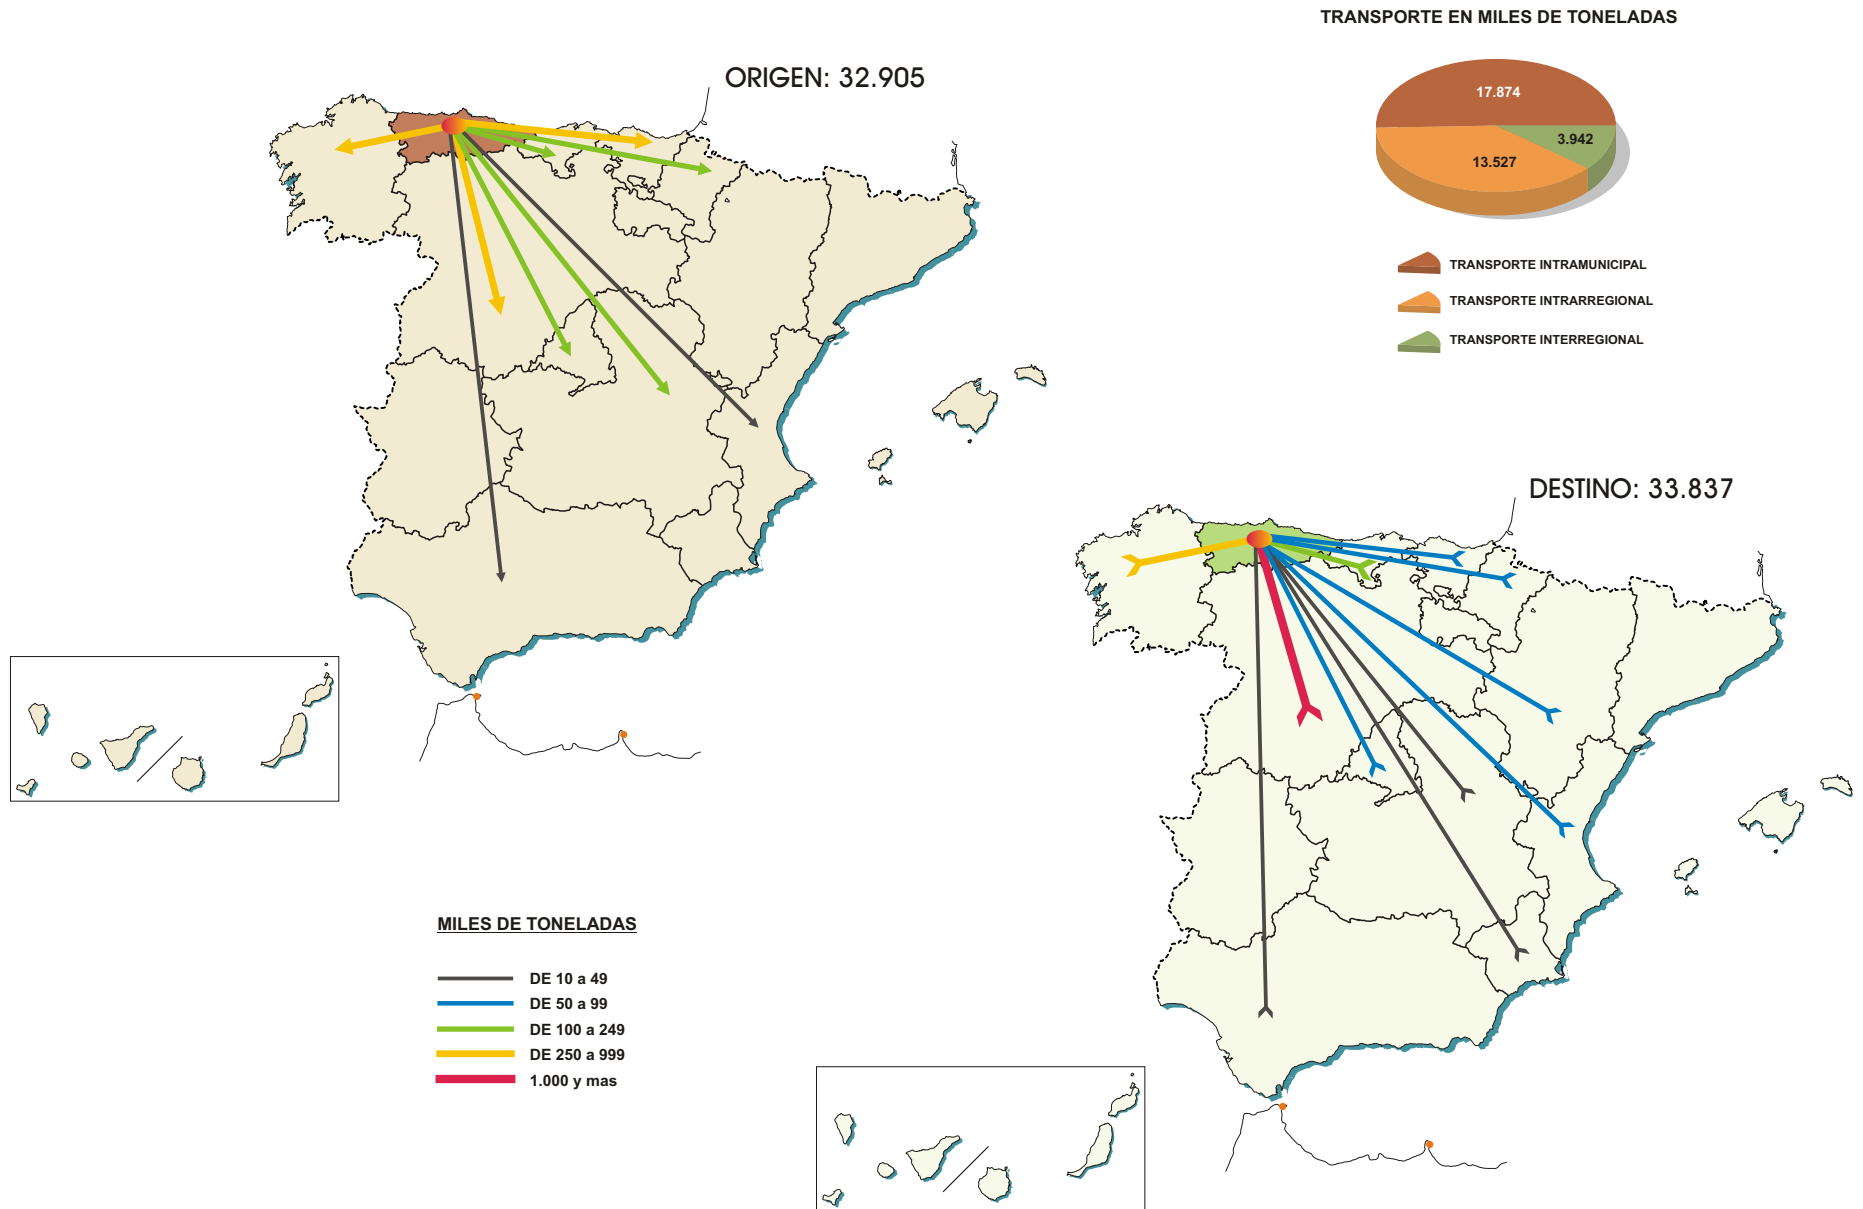 TRANSPORTE EN MILES DE TONELADAS
ORIGEN: 32.905
17.874
3.942
13.527
TRANSPORTE INTRAMUNICIPAL
TRANSPORTE INTRARREGIONAL
TRANSPORTE INTERREGIONAL
DESTINO: 33.837
MILES DE TONELADAS
DE 10 a 49
DE 50 a 99
DE 100 a 249
DE 250 a 999
1.000 y mas